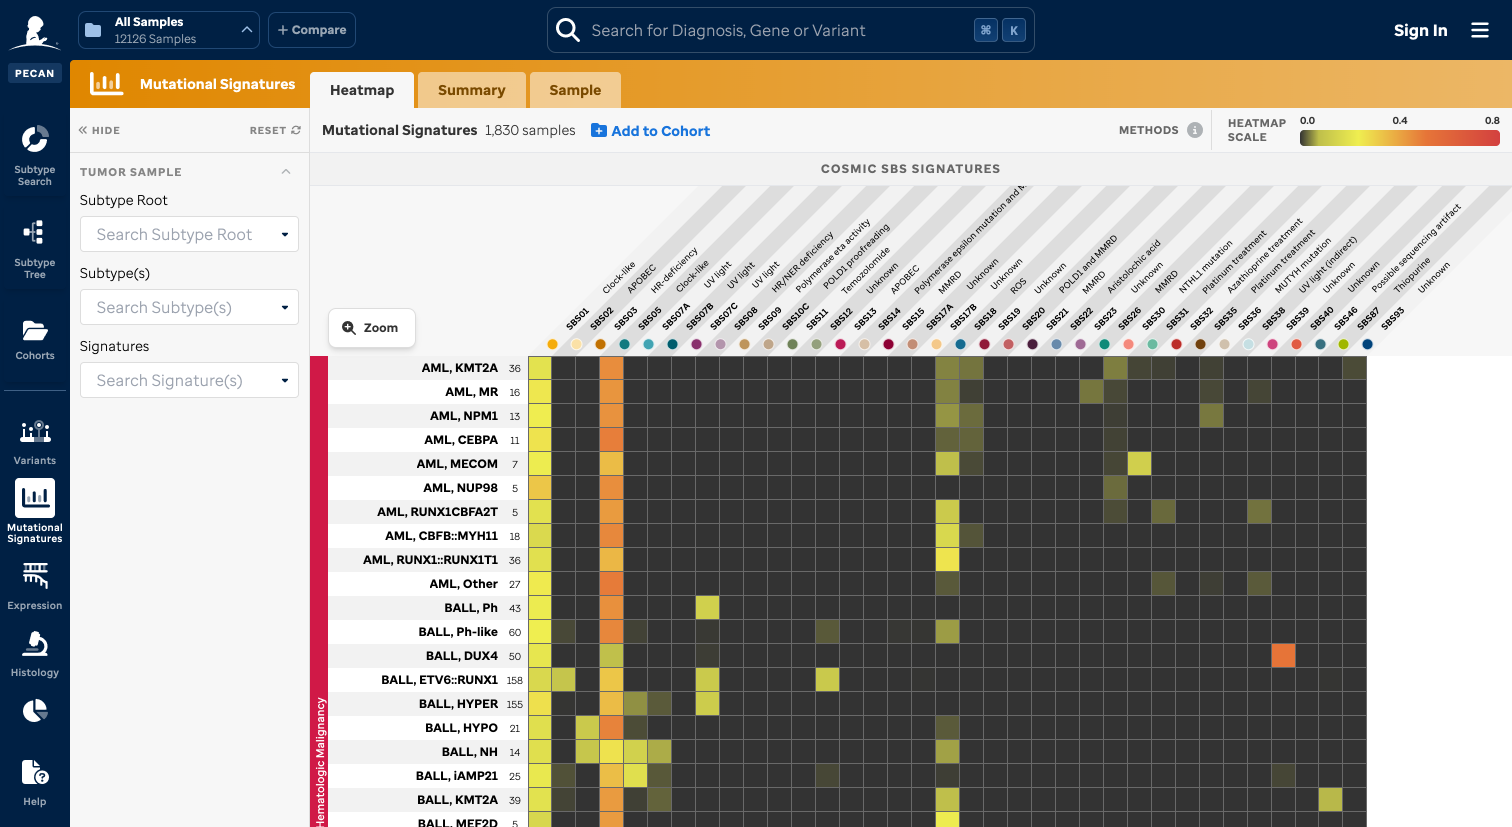 All Samples
12126 Samples
+ Compare
Search for Diagnosis, Gene or Variant
⌘ K
Sign In
PECAN
Mutational Signatures
Heatmap
Summary
Sample
HIDE
RESET
Mutational Signatures 1,830 samples
Add to Cohort
METHODS
HEATMAP
SCALE
0.0 0.4 0.8
Subtype
Search
Subtype
Tree
Cohorts
Variants
Mutational
Signatures
Expression
Histology
Help
TUMOR SAMPLE
Subtype Root
Search Subtype Root
Subtype(s)
Search Subtype(s)
Signatures
Search Signature(s)
COSMIC SBS SIGNATURES
Zoom
Clock-like
APOBEC
HR-deficiency
Clock-like
UV light
UV light
UV light
HR/NER deficiency
Polymerase eta activity
POLD1 proofreading
Temozolomide
Unknown
APOBEC
Polymerase epsilon mutation and M
MMRD
Unknown
Unknown
ROS
Unknown
POLD1 and MMRD
MMRD
Aristolochic acid
Unknown
MMRD
NTHL1 mutation
Platinum treatment
Azathioprine treatment
Platinum treatment
MUTYH mutation
UV light (indirect)
Unknown
Unknown
Possible sequencing artifact
Thiopurine
Unknown
SBS01
SBS02
SBS03
SBS05
SBS07A
SBS07B
SBS07C
SBS08
SBS09
SBS10C
SBS11
SBS12
SBS13
SBS14
SBS15
SBS17A
SBS17B
SBS18
SBS19
SBS20
SBS21
SBS22
SBS23
SBS26
SBS30
SBS31
SBS32
SBS35
SBS36
SBS38
SBS39
SBS40
SBS46
SBS87
SBS93
Hematologic Malignancy
AML, KMT2A 36
AML, MR 16
AML, NPM1 13
AML, CEBPA 11
AML, MECOM 7
AML, NUP98 5
AML, RUNX1CBFA2T 5
AML, CBFB::MYH11 18
AML, RUNX1::RUNX1T1 36
AML, Other 27
BALL, Ph 43
BALL, Ph-like 60
BALL, DUX4 50
BALL, ETV6::RUNX1 158
BALL, HYPER 155
BALL, HYPO 21
BALL, NH 14
BALL, iAMP21 25
BALL, KMT2A 39
BALL, MEF2D 5